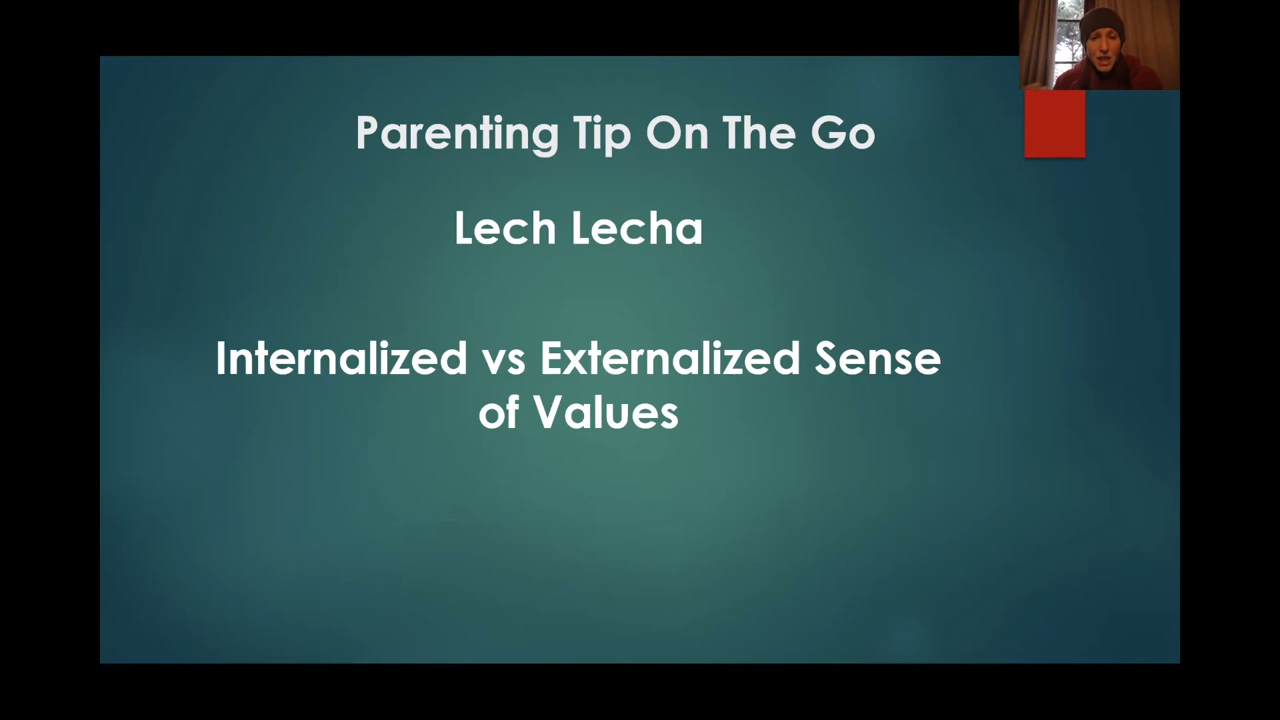 Parenting Tip On The Go
Lech Lecha
Internalized vs Externalized Sense
of Values